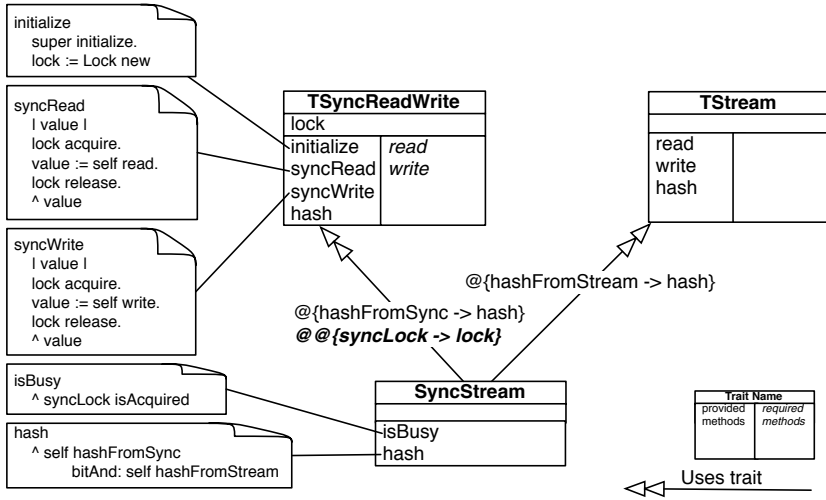 initialize
super initialize.
lock := Lock new
syncRead
| value |
lock acquire.
value := self read.
lock release.
^ value
syncWrite
| value |
lock acquire.
value := self write.
lock release.
^ value
isBusy
^ syncLock isAcquired
hash
^ self hashFromSync
bitAnd: self hashFromStream
TSyncReadWrite
lock
initialize read
syncRead write
syncWrite
hash
TStream
read
write
hash
@{hashFromStream -> hash}
@{hashFromSync -> hash}
@@{syncLock -> lock}
SyncStream
isBusy
hash
Trait Name
provided required
methods methods
Uses trait